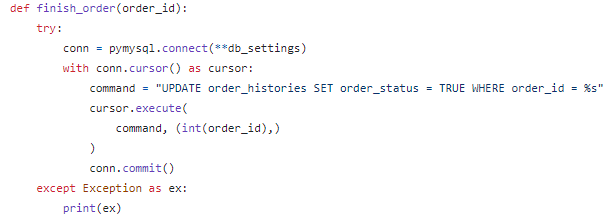 def finish_order(order_id):
    try:
        conn = pymysql.connect(**db_settings)
        with conn.cursor() as cursor:
            command = "UPDATE order_histories SET order_status = TRUE WHERE order_id = %s"
            cursor.execute(
                command, (int(order_id),)
            )
            conn.commit()
    except Exception as ex:
        print(ex)